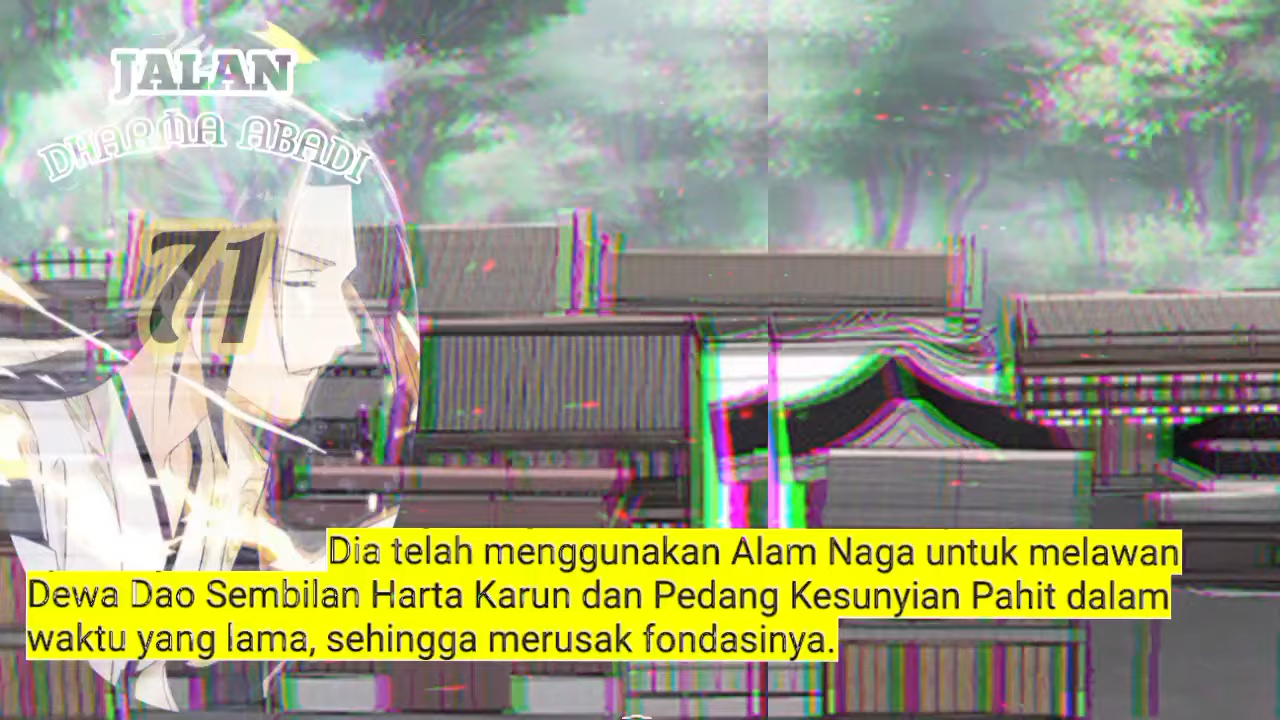 JALAN
DHARMA ABADI
71
Dia telah menggunakan Alam Naga untuk melawan
Dewa Dao Sembilan Harta Karun dan Pedang Kesunyian Pahit dalam
waktu yang lama, sehingga merusak fondasinya.